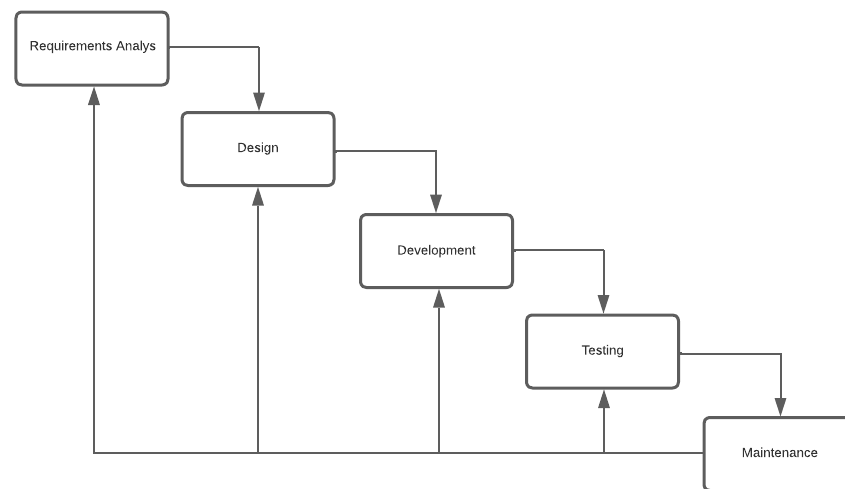 Requirements Analys
Design
Development
Testing
Maintenance